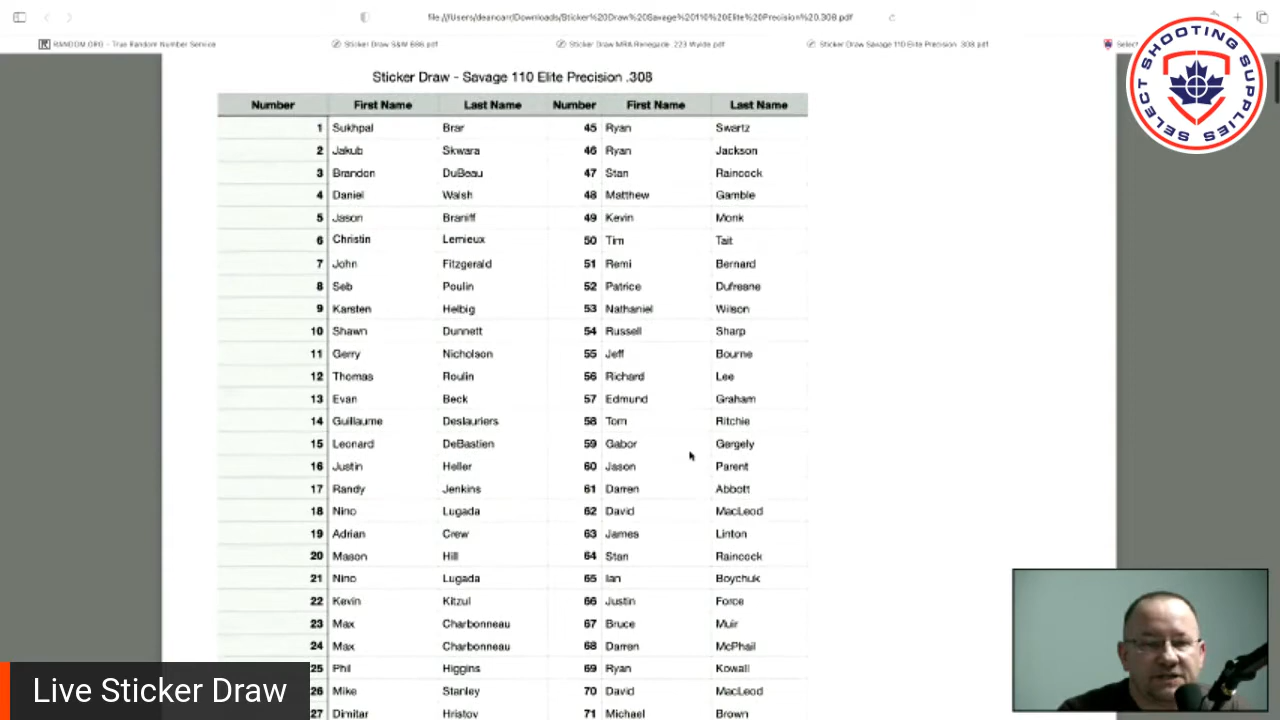 file:///Users/deancarr/Downloads/Sticker%20Draw%20Savage%20110%20Elite%20Precision%20.308.pdf
RANDOM.ORG - True Random Number Service Sticker Draw S&W 686.pdf Sticker Draw MRA Renegade .223 Wylde.pdf Sticker Draw Savage 110 Elite Precision .308.pdf Select
SELECT SHOOTING SUPPLIES
Sticker Draw - Savage 110 Elite Precision .308
Number First Name Last Name Number First Name Last Name
1 Sukhpal Brar 45 Ryan Swartz
2 Jakub Skwara 46 Ryan Jackson
3 Brandon DuBeau 47 Stan Raincock
4 Daniel Walsh 48 Matthew Gamble
5 Jason Braniff 49 Kevin Monk
6 Christin Lemieux 50 Tim Tait
7 John Fitzgerald 51 Remi Bernard
8 Seb Poulin 52 Patrice Dufresne
9 Karsten Helbig 53 Nathaniel Wilson
10 Shawn Dunnett 54 Russell Sharp
11 Gerry Nicholson 55 Jeff Bourne
12 Thomas Roulin 56 Richard Lee
13 Evan Beck 57 Edmund Graham
14 Guillaume Deslauriers 58 Tom Ritchie
15 Leonard DeBastien 59 Gabor Gergely
16 Justin Heller 60 Jason Parent
17 Randy Jenkins 61 Darren Abbott
18 Nino Lugada 62 David MacLeod
19 Adrian Crew 63 James Linton
20 Mason Hill 64 Stan Raincock
21 Nino Lugada 65 Ian Boychuk
22 Kevin Kitzul 66 Justin Force
23 Max Charbonneau 67 Bruce Muir
24 Max Charbonneau 68 Darren McPhail
25 Phil Higgins 69 Ryan Kowall
26 Mike Stanley 70 David MacLeod
27 Dimitar Hristov 71 Michael Brown
Live Sticker Draw